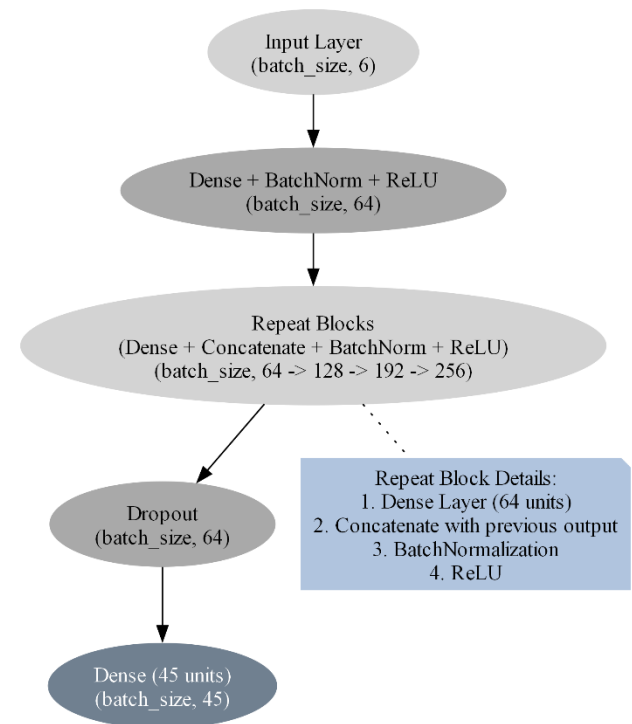 Input Layer
(batch_size, 6)
Dense + BatchNorm + ReLU
(batch_size, 64)
Repeat Blocks
(Dense + Concatenate + BatchNorm + ReLU)
(batch_size, 64 -> 128 -> 192 -> 256)
Repeat Block Details:
1. Dense Layer (64 units)
2. Concatenate with previous output
3. BatchNormalization
4. ReLU
Dropout
(batch_size, 64)
Dense (45 units)
(batch_size, 45)